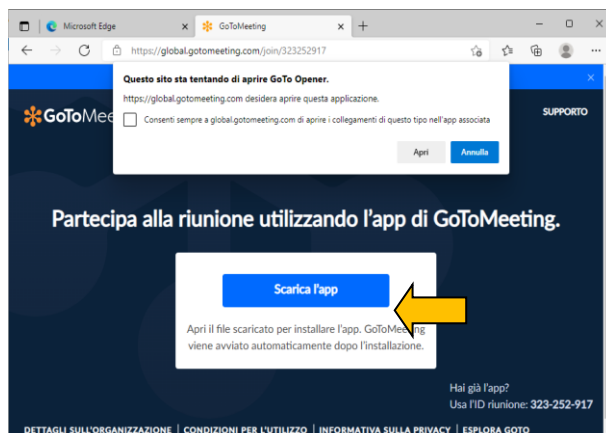 Microsoft Edge
GoToMeeting
https://global.gotomeeting.com/join/323252917
Questo sito sta tentando di aprire GoTo Opener.
https://global.gotomeeting.com desidera aprire questa applicazione.
Consenti sempre a global.gotomeeting.com di aprire i collegamenti di questo tipo nell'app associata
Apri Annulla
GoToMee
SUPPORTO
Partecipa alla riunione utilizzando l'app di GoToMeeting.
Scarica l'app
Apri il file scaricato per installare l'app. GoToMeeting
viene avviato automaticamente dopo l'installazione.
Hai già l'app?
Usa l'ID riunione: 323-252-917
DETTAGLI SULL'ORGANIZZAZIONE | CONDIZIONI PER L'UTILIZZO | INFORMATIVA SULLA PRIVACY | ESPLORA GOTO